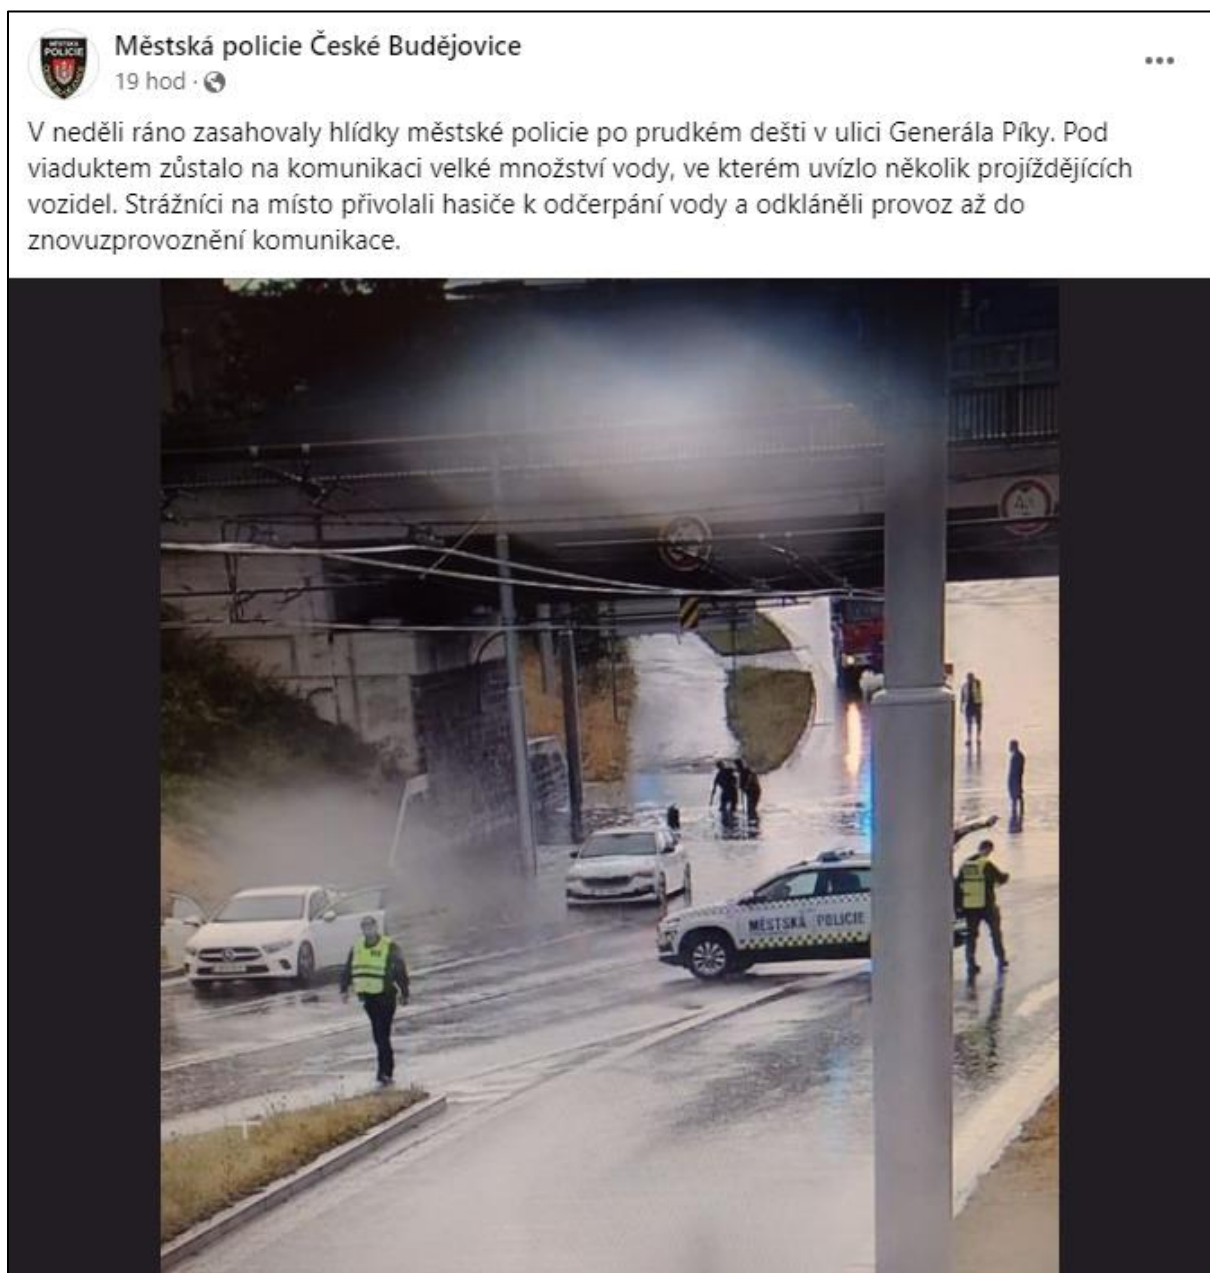 Městská policie České Budějovice
19 hod ·
V neděli ráno zasahovaly hlídky městské policie po prudkém dešti v ulici Generála Píky. Pod
viaduktem zůstalo na komunikaci velké množství vody, ve kterém uvízlo několik projíždějících
vozidel. Strážníci na místo přivolali hasiče k odčerpání vody a odkláněli provoz až do
znovuzprovoznění komunikace.
MĚSTSKÁ POLICIE